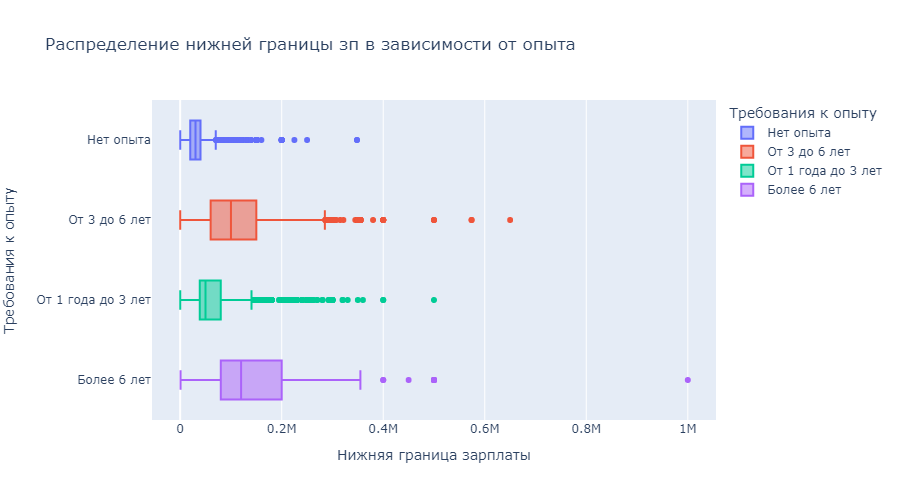 Распределение нижней границы зп в зависимости от опыта
Требования к опыту
Нет опыта
От 3 до 6 лет
От 1 года до 3 лет
Более 6 лет
0
0.2M
0.4M
0.6M
0.8M
1M
Нижняя граница зарплаты
Требования к опыту
Нет опыта
От 3 до 6 лет
От 1 года до 3 лет
Более 6 лет